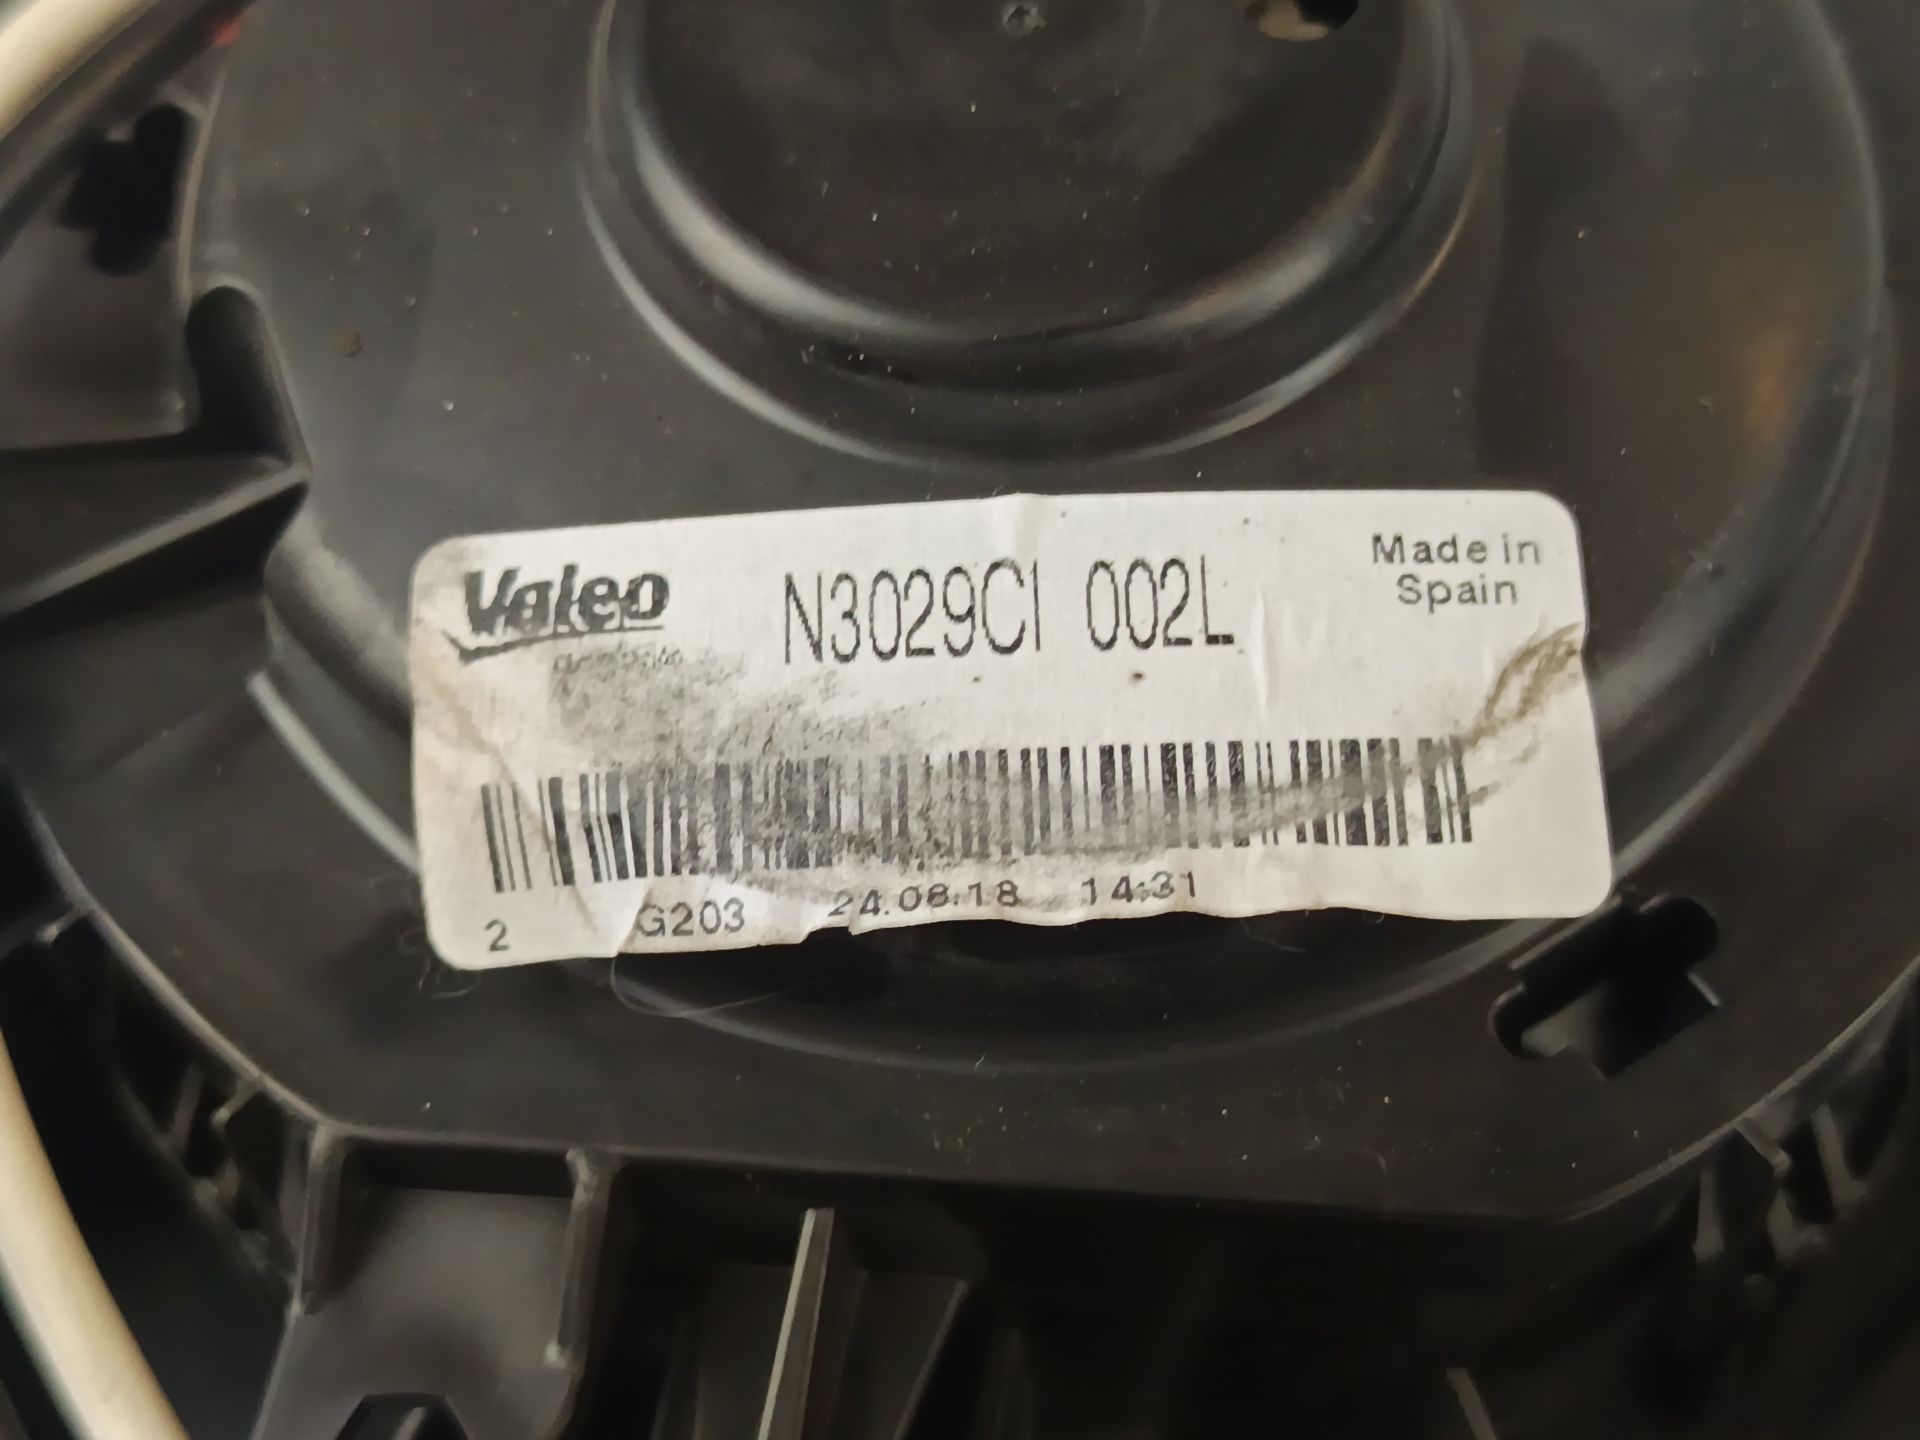 Valeo
N3029CI 002L
Made in
Spain
2 G203 24.08.18 14:31